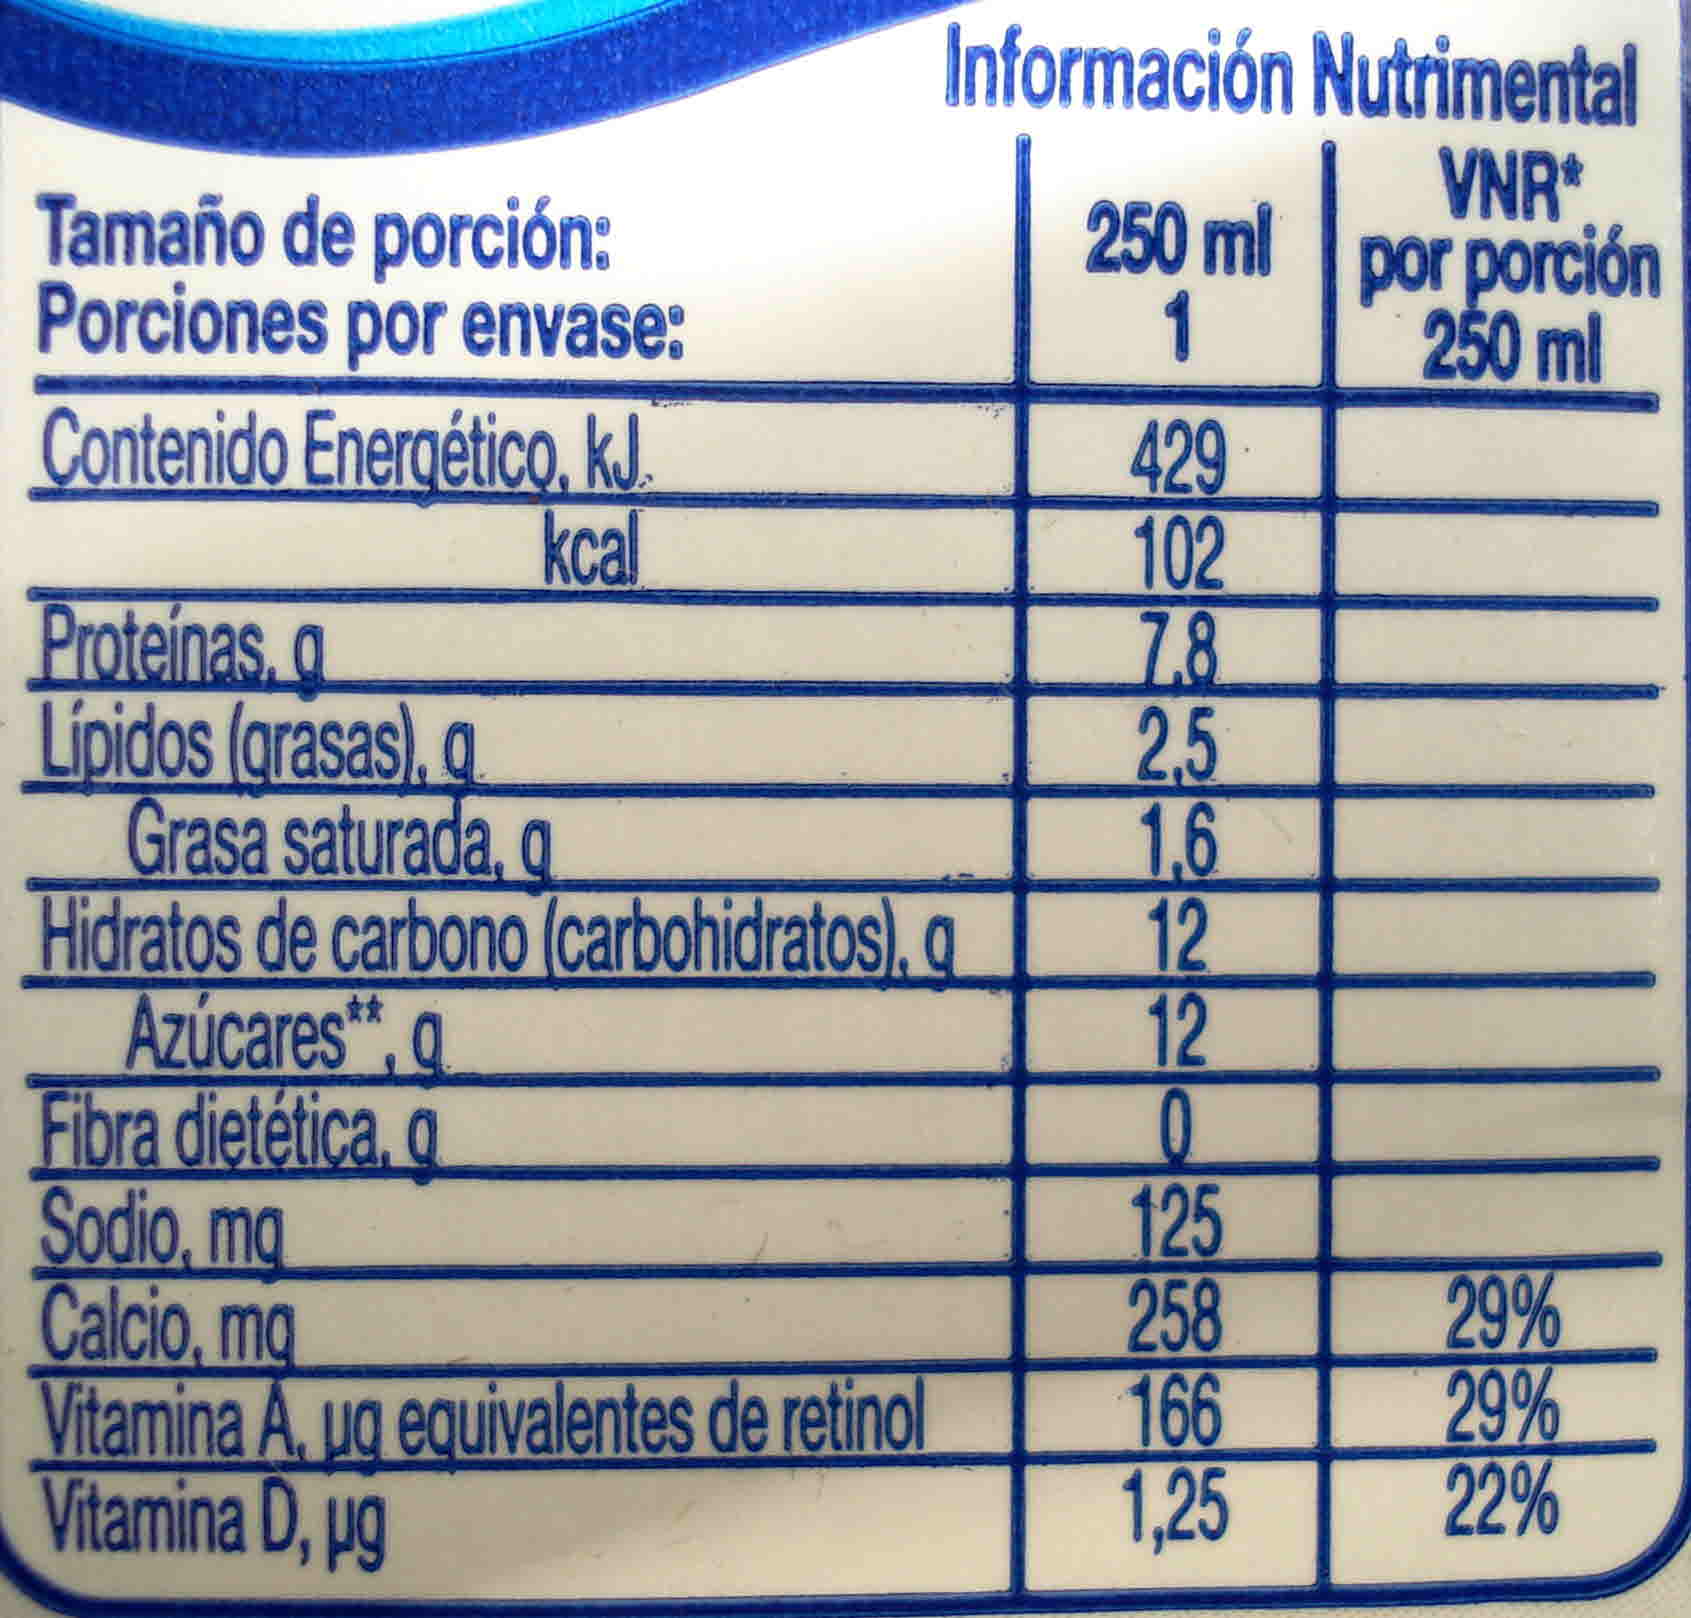 Información Nutrimental
Tamaño de porción: 250 ml VNR* por porción 250 ml
Porciones por envase: 1
Contenido Energético, kJ 429
kcal 102
Proteínas, g 7,8
Lípidos (grasas), g 2,5
Grasa saturada, g 1,6
Hidratos de carbono (carbohidratos), g 12
Azúcares**, g 12
Fibra dietética, g 0
Sodio, mg 125
Calcio, mg 258 29%
Vitamina A, µg equivalentes de retinol 166 29%
Vitamina D, µg 1,25 22%